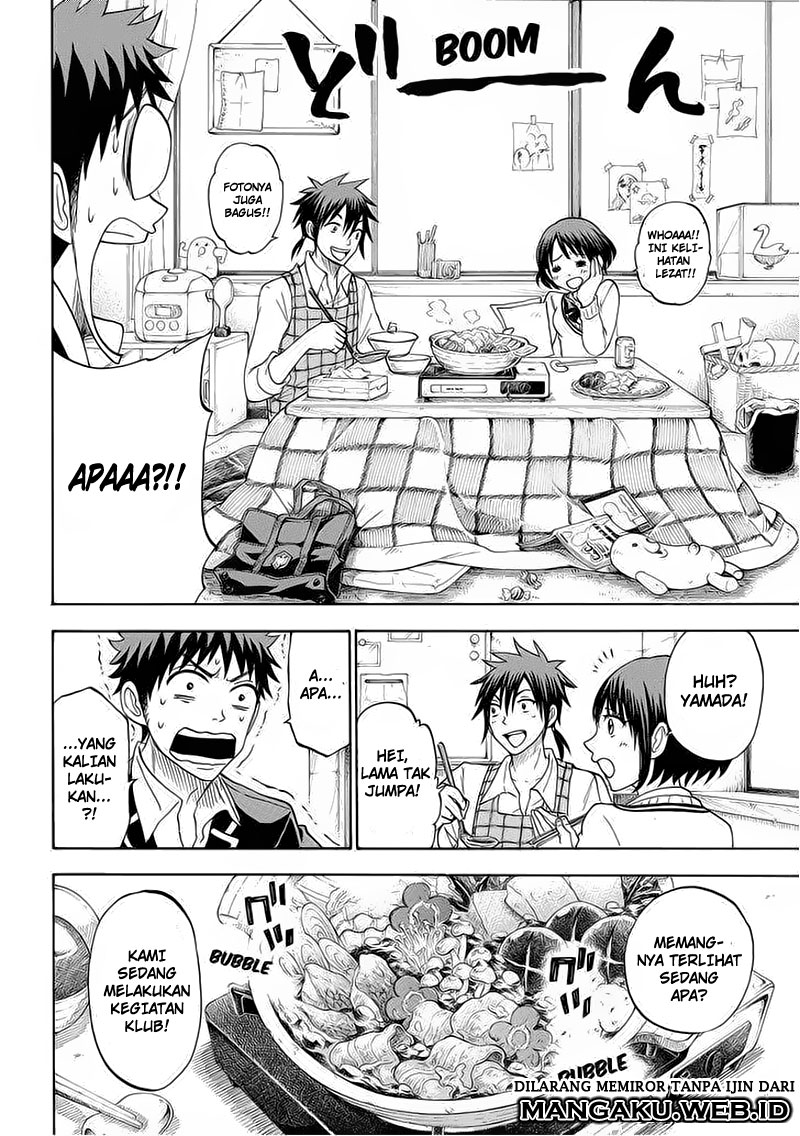 BOOM
どーん
WHOAAA!!
INI KELI-
HATAN
LEZAT!!
FOTONYA
JUGA
BAGUS!!
APAAA?!!
HUH?
YAMADA!
HEI,
LAMA TAK
JUMPA!
A...
APA...
...YANG
KALIAN
LAKU-
KAN...
?!
MEMANG-
NYA TERLIHAT
SEDANG
APA?
BUBBLE
BUBBLE
KAMI
SEDANG
MELAKUKAN
KEGIATAN
KLUB!
DILARANG MEMIROR TANPA IJIN DARI
MANGAKU.WEB.ID